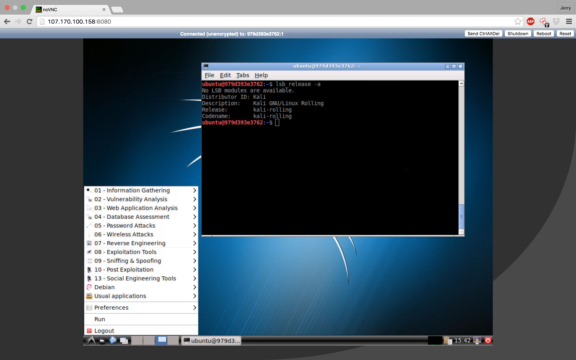 noVNC
Jerry
107.170.100.158:6080
Connected (unencrypted) to: 979d393e3762:1
Send CtrlAltDel
Shutdown
Reboot
Reset
ubuntu@979d393e3762: ~
File Edit Tabs Help
ubuntu@979d393e3762:~$ lsb_release -a
No LSB modules are available.
Distributor ID: Kali
Description: Kali GNU/Linux Rolling
Release: kali-rolling
Codename: kali-rolling
ubuntu@979d393e3762:~$
01 - Information Gathering
02 - Vulnerability Analysis
03 - Web Application Analysis
04 - Database Assessment
05 - Password Attacks
06 - Wireless Attacks
07 - Reverse Engineering
08 - Exploitation Tools
09 - Sniffing & Spoofing
10 - Post Exploitation
13 - Social Engineering Tools
Debian
Usual applications
Preferences
Run
Logout
ubuntu@979d3...
15:42